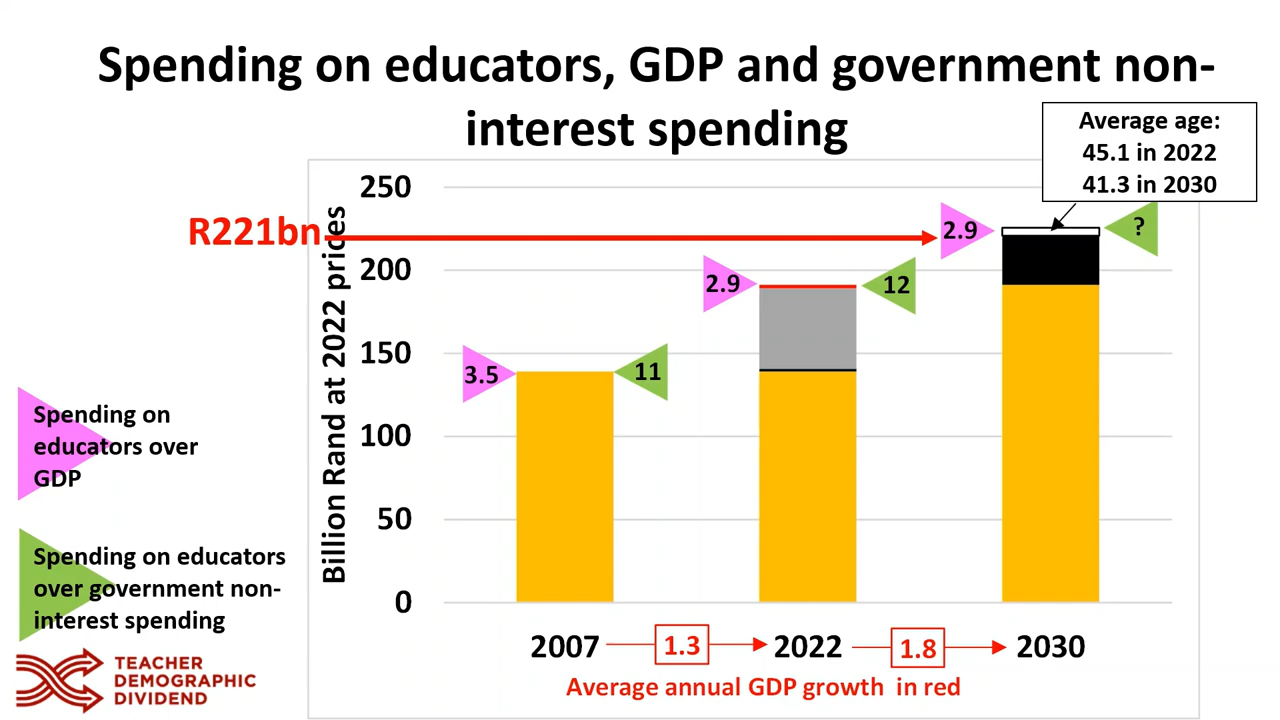 Spending on educators, GDP and government non-
interest spending
Average age:
45.1 in 2022
41.3 in 2030
R221bn
Billion Rand at 2022 prices
250
200
150
100
50
0
3.5
11
2.9
12
2.9
?
Spending on
educators over
GDP
Spending on educators
over government non-
interest spending
2007
1.3
2022
1.8
2030
Average annual GDP growth in red
TEACHER
DEMOGRAPHIC
DIVIDEND